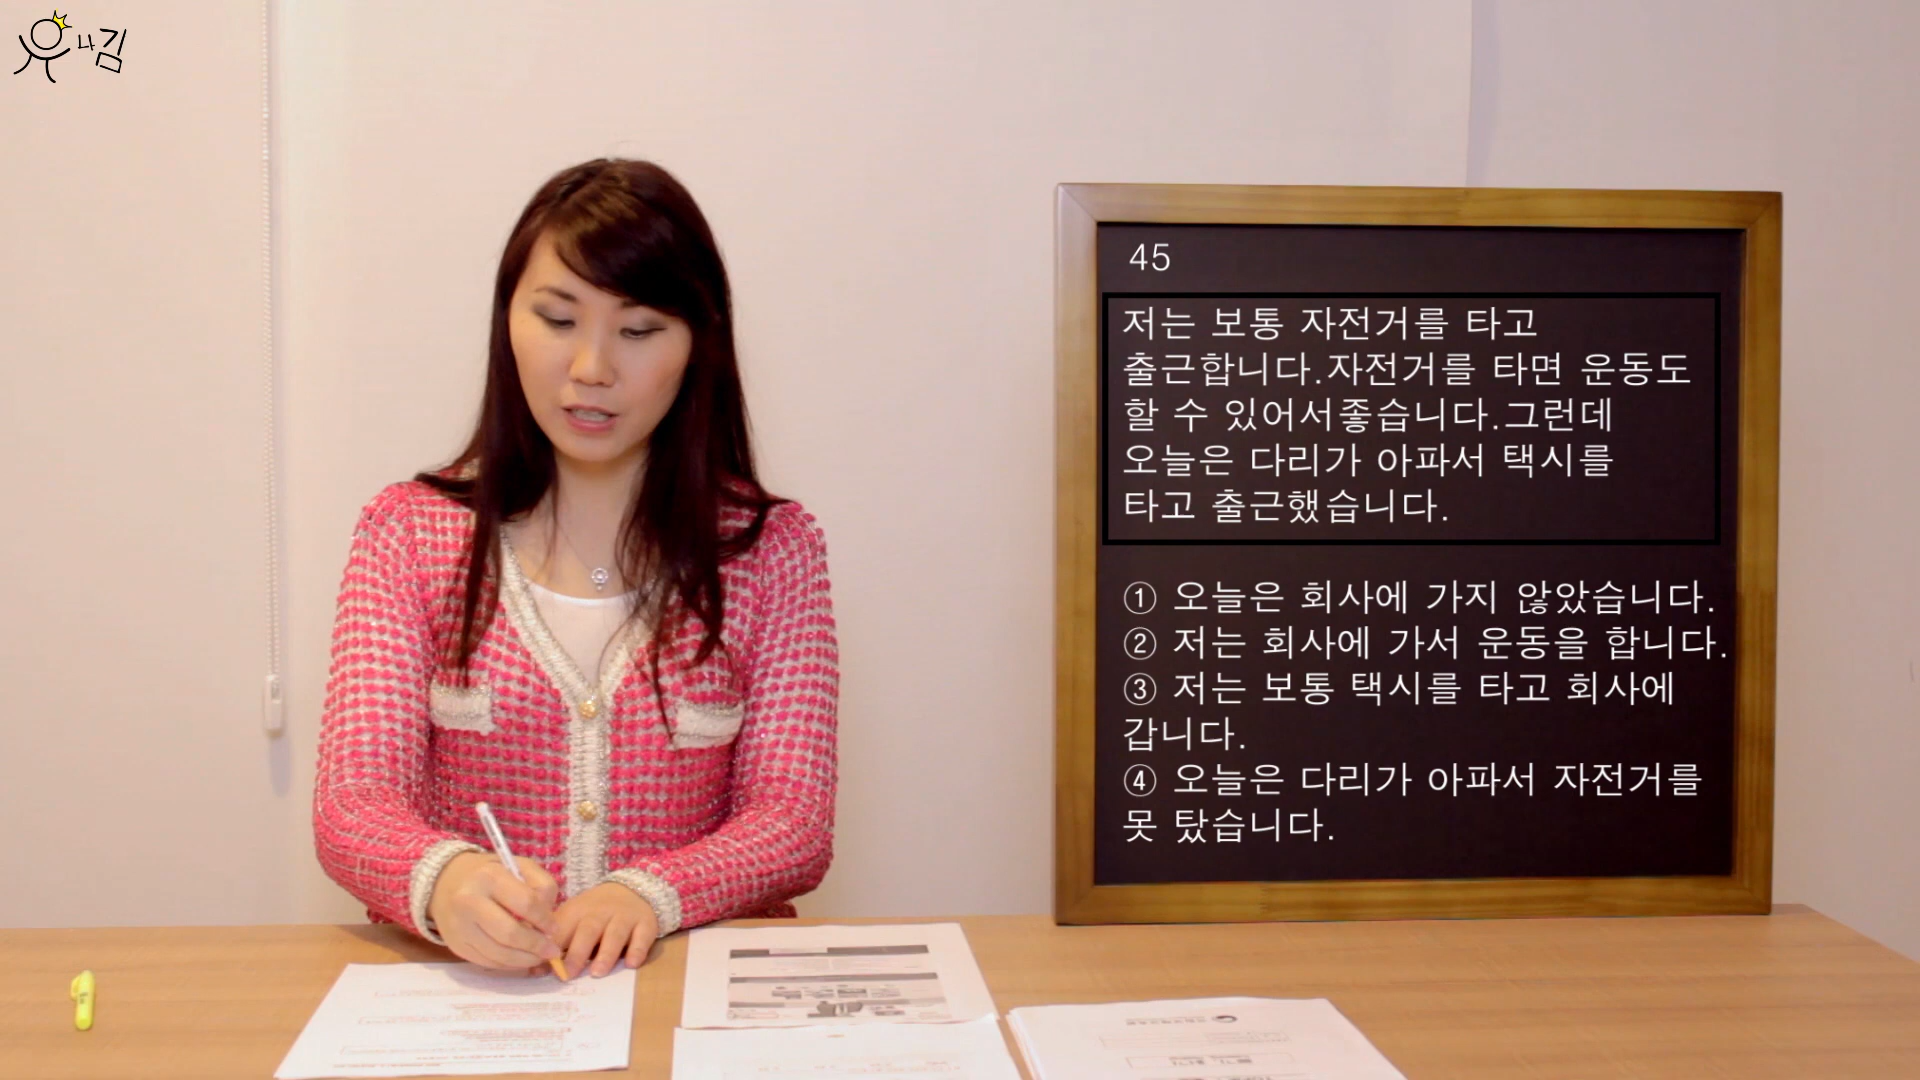 유나김
45
저는 보통 자전거를 타고
출근합니다.자전거를 타면 운동도
할 수 있어서좋습니다.그런데
오늘은 다리가 아파서 택시를
타고 출근했습니다.
① 오늘은 회사에 가지 않았습니다.
② 저는 회사에 가서 운동을 합니다.
③ 저는 보통 택시를 타고 회사에
갑니다.
④ 오늘은 다리가 아파서 자전거를
못 탔습니다.